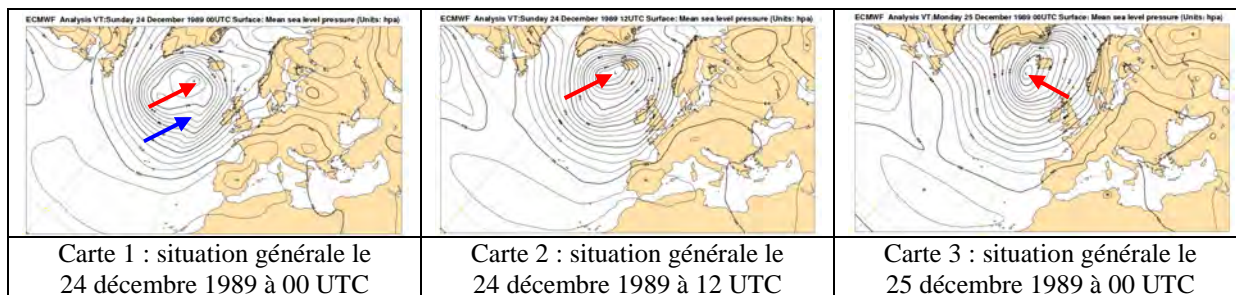 ECMWF Analysis VT:Sunday 24 December 1989 00UTC Surface: Mean sea level pressure (Units: hpa)
ECMWF Analysis VT:Sunday 24 December 1989 12UTC Surface: Mean sea level pressure (Units: hpa)
ECMWF Analysis VT:Monday 25 December 1989 00UTC Surface: Mean sea level pressure (Units: hpa)
Carte 1 : situation générale le
24 décembre 1989 à 00 UTC
Carte 2 : situation générale le
24 décembre 1989 à 12 UTC
Carte 3 : situation générale le
25 décembre 1989 à 00 UTC